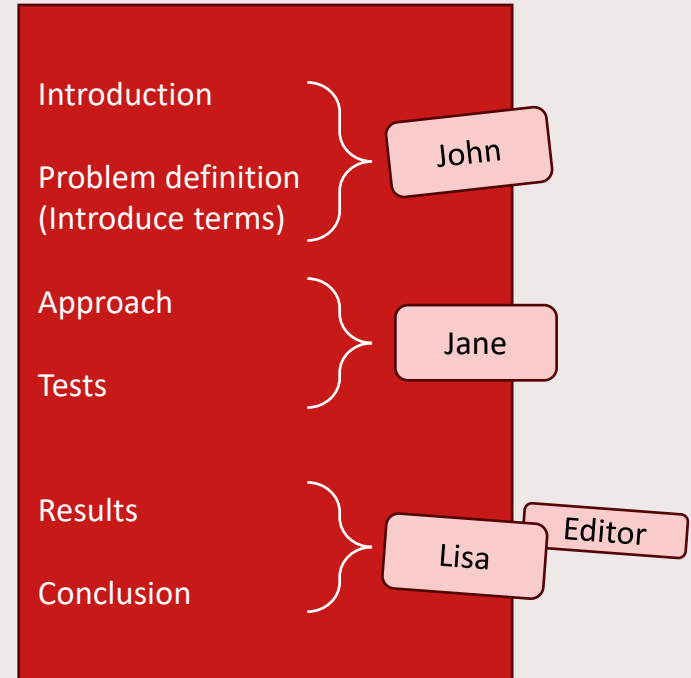 Introduction
John
Problem definition
(Introduce terms)
Approach
Jane
Tests
Results
Editor
Lisa
Conclusion